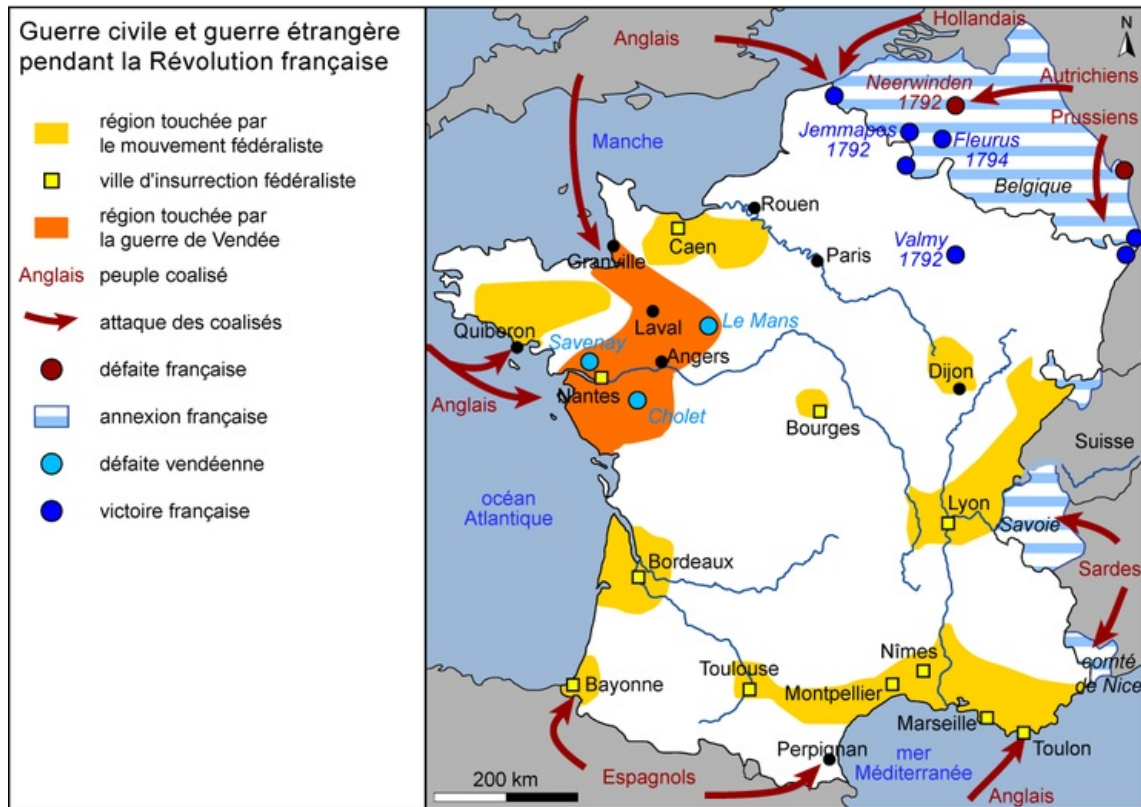 Guerre civile et guerre étrangère
pendant la Révolution française
région touchée par
le mouvement fédéraliste
ville d'insurrection fédéraliste
région touchée par
la guerre de Vendée
Anglais peuple coalisé
attaque des coalisés
défaite française
annexion française
défaite vendéenne
victoire française
Hollandais
N
Anglais
Neerwinden
1792
Autrichiens
Prussiens
Manche
Jemmapos
1792
Fleurus
1794
Belgique
Rouen
Caen
Granville
Paris
Valmy
1792
Laval
Le Mans
Quiboron
Savenay
Angers
Dijon
Nantes
Anglais
Cholet
Bourges
Suisse
océan
Atlantique
Lyon
Savoie
Bordeaux
Sardes
Nîmes
comté
de Nice
Toulouse
Bayonne
Montpellier
Marseille
Toulon
Perpignan
mer
Méditerranée
200 km
Espagnols
Anglais